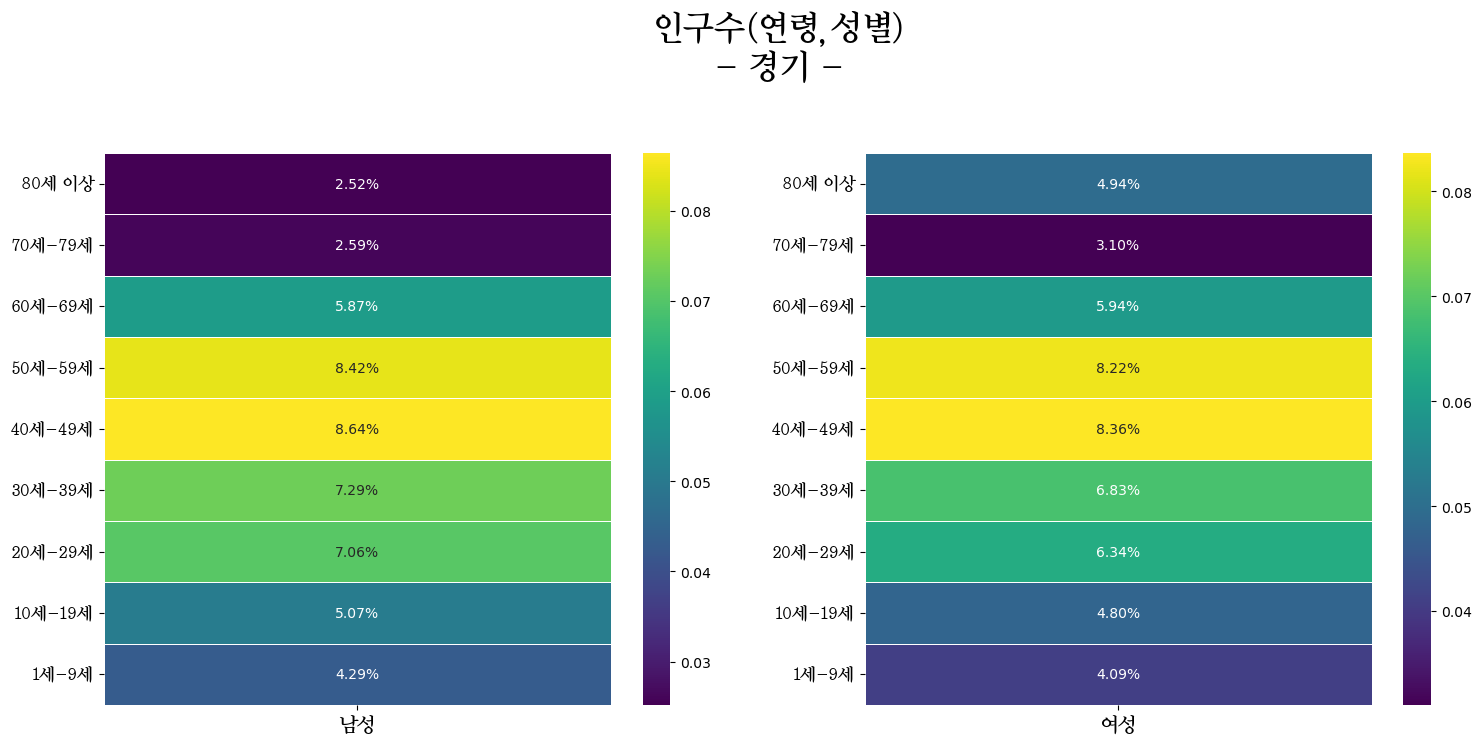 인구수(연령, 성별)
- 경기 -
80세 이상
70세-79세
60세-69세
50세-59세
40세-49세
30세-39세
20세-29세
10세-19세
1세-9세
2.52%
2.59%
5.87%
8.42%
8.64%
7.29%
7.06%
5.07%
4.29%
남성
0.08
0.07
0.06
0.05
0.04
0.03
80세 이상
70세-79세
60세-69세
50세-59세
40세-49세
30세-39세
20세-29세
10세-19세
1세-9세
4.94%
3.10%
5.94%
8.22%
8.36%
6.83%
6.34%
4.80%
4.09%
여성
0.08
0.07
0.06
0.05
0.04